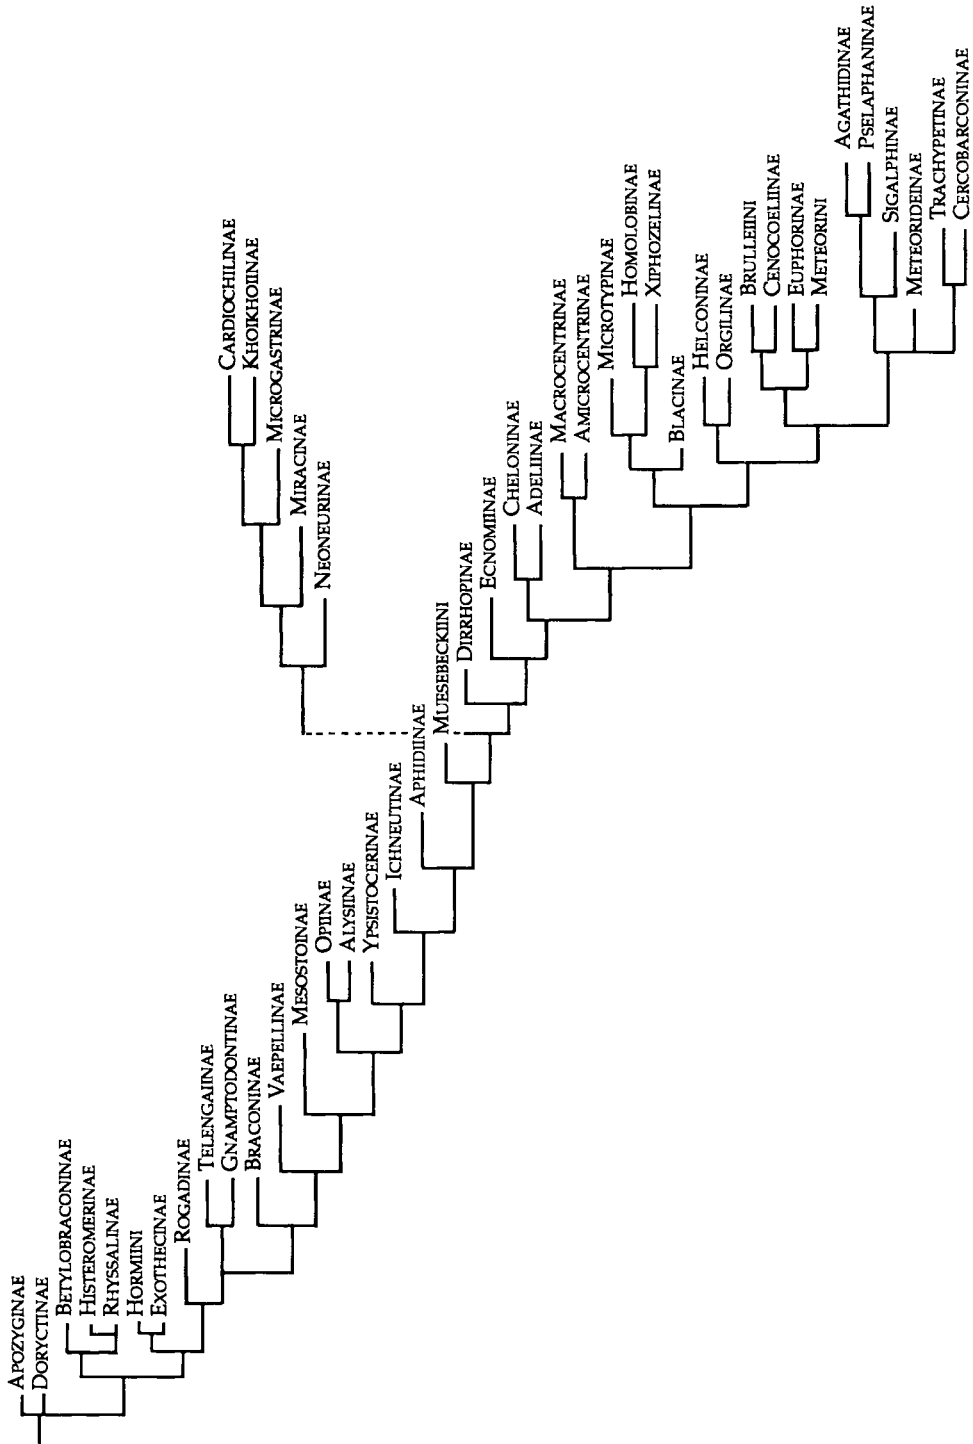 APOZYGINAE
DORYCTINAE
BETYLOBRACONINAE
HISTEROMERINAE
RHYSSALINAE
HORMIINI
EXOTHECINAE
ROGADINAE
TELENGAIINAE
GNAMPTODONTINAE
BRACONINAE
VAEPELLINAE
MESOSTOINAE
OPIINAE
ALYSIINAE
YPSISTOCERINAE
ICHNEUTINAE
APHIDIINAE
MUESEBECKIINI
CARDIOCHILINAE
KHOIKHOINAE
MICROGASTRINAE
MIRACINAE
NEONEURINAE
DIRRHOPINAE
ECNOMIINAE
CHELONINAE
ADELIINAE
MACROCENTRINAE
AMICROCENTRINAE
MICROTYPINAE
HOMOLOBINAE
XIPHOZELINAE
BLACINAE
HELCONINAE
ORGILINAE
BRULLEIINI
CENOCOELIINAE
EUPHORINAE
METEORINI
AGATHIDINAE
PSELAPHANINAE
SIGALPHINAE
METEORIDEINAE
TRACHYPETINAE
CERCOBARCONINAE